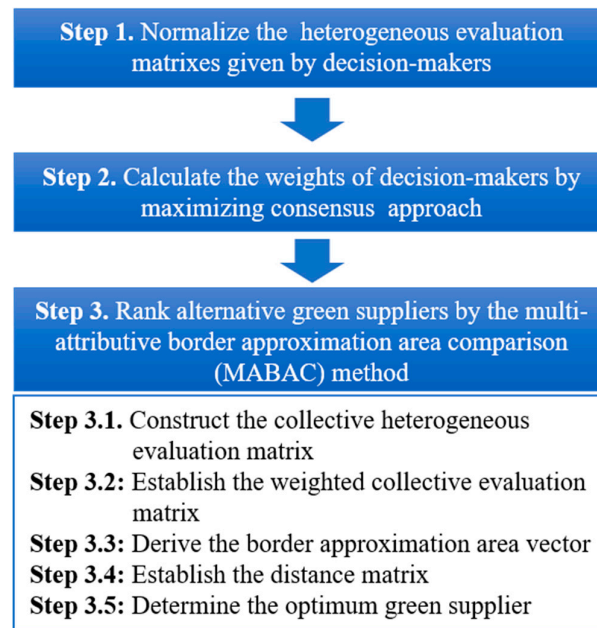 Step 1. Normalize the heterogeneous evaluation
matrixes given by decision-makers
Step 2. Calculate the weights of decision-makers by
maximizing consensus approach
Step 3. Rank alternative green suppliers by the multi-
attributive border approximation area comparison
(MABAC) method
Step 3.1. Construct the collective heterogeneous
evaluation matrix
Step 3.2: Establish the weighted collective evaluation
matrix
Step 3.3: Derive the border approximation area vector
Step 3.4: Establish the distance matrix
Step 3.5: Determine the optimum green supplier